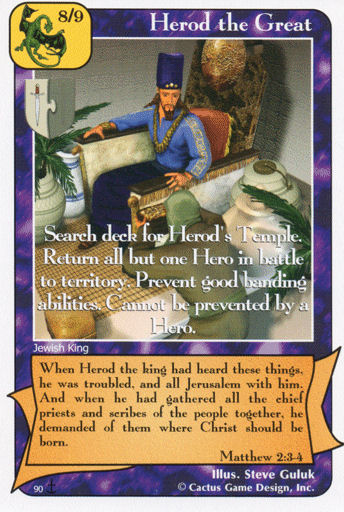 8/9
Herod the Great
Search deck for Herod's Temple.
Return all but one Hero in battle
to territory. Prevent good banding
abilities. Cannot be prevented by a
Hero.
Jewish King
When Herod the king had heard these things,
he was troubled, and all Jerusalem with him.
And when he had gathered all the chief
priests and scribes of the people together, he
demanded of them where Christ should be
born.
Matthew 2:3-4
Illus. Steve Guluk
90
© Cactus Game Design, Inc.